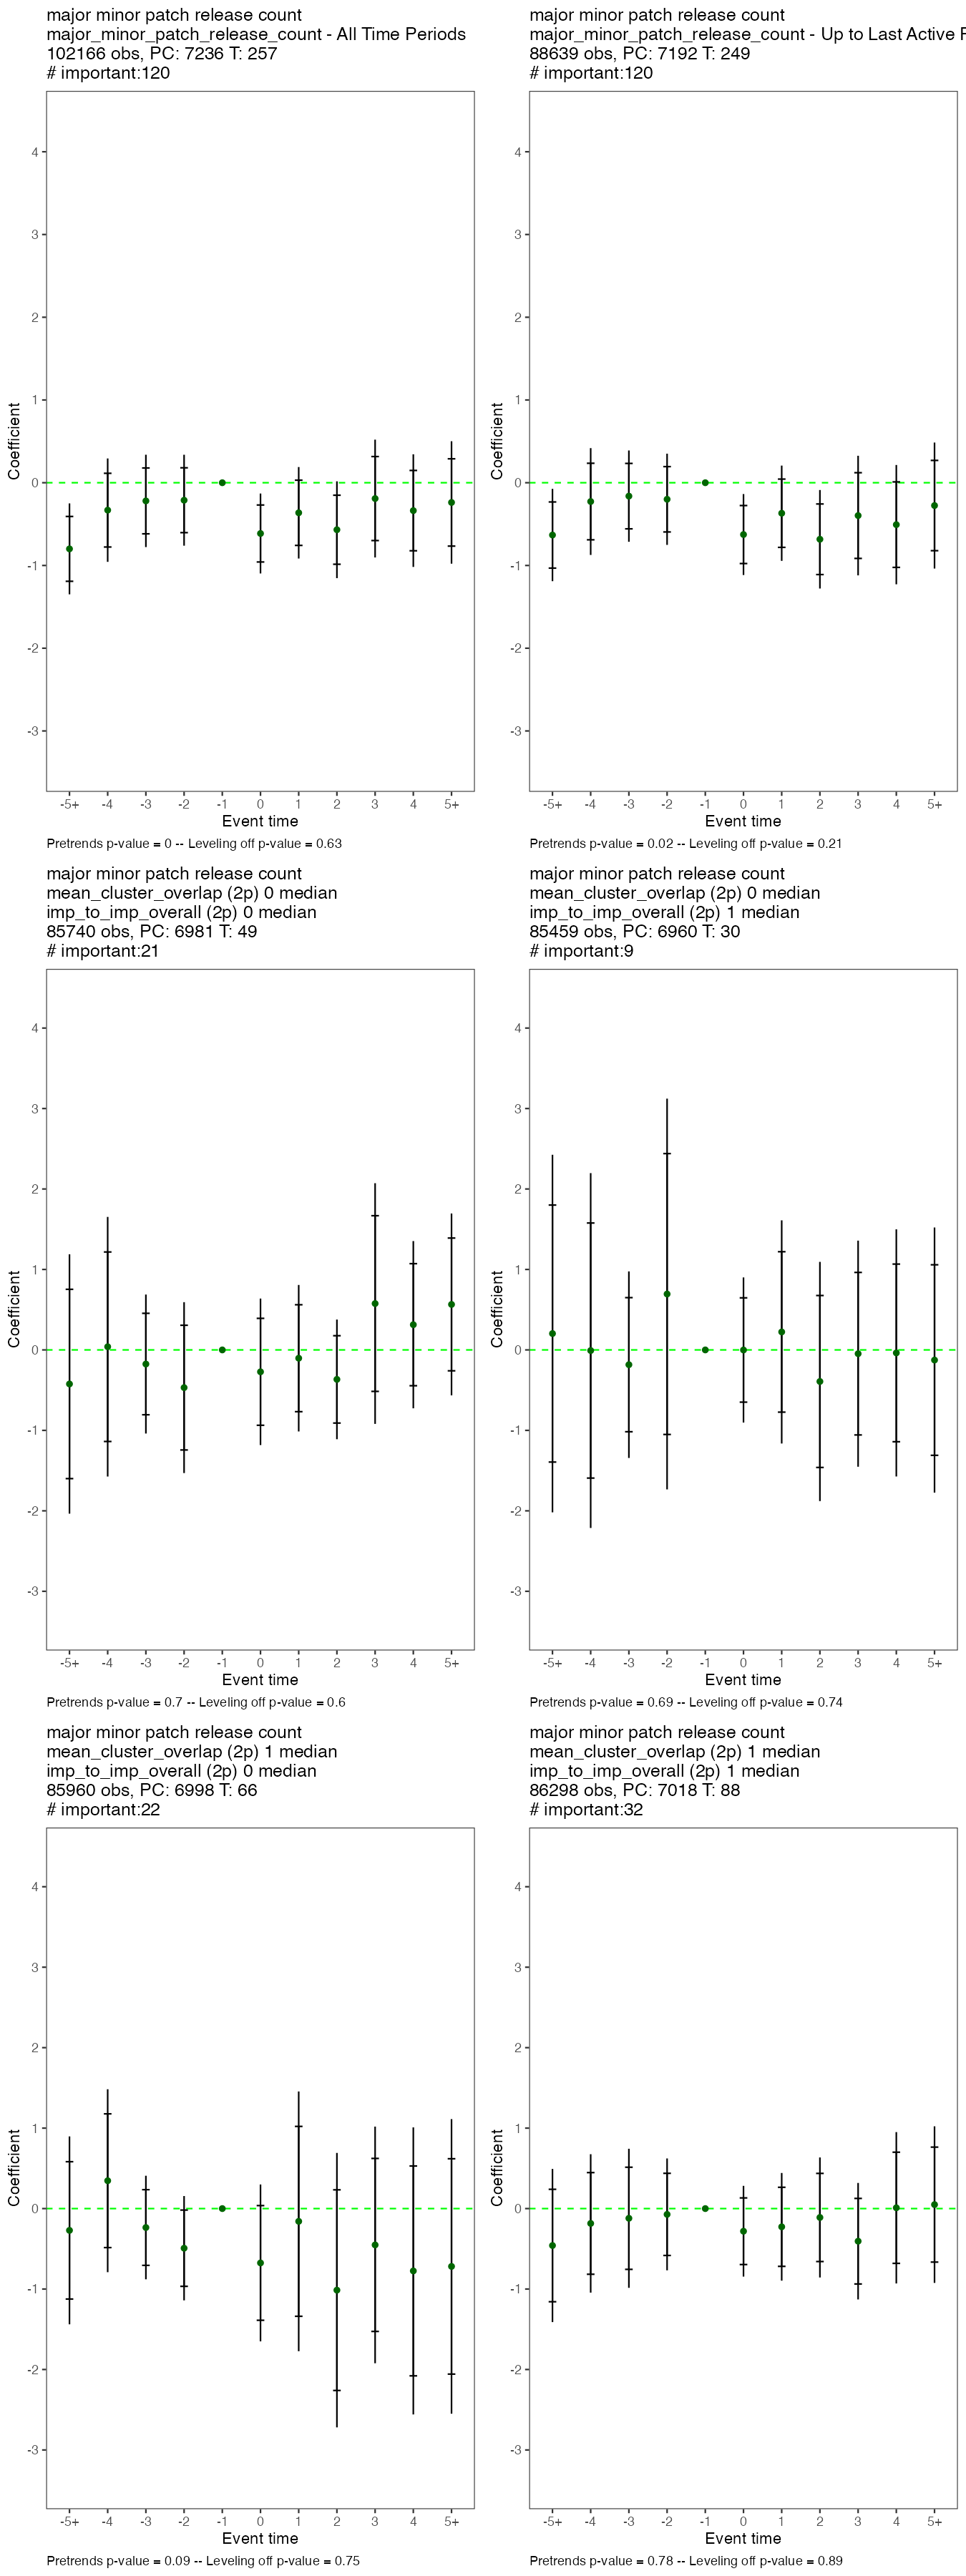 major minor patch release count
major_minor_patch_release_count - All Time Periods
102166 obs, PC: 7236 T: 257
# important:120
4
3
2
1
0
-1
-2
-3
Coefficient
-5+ -4 -3 -2 -1 0 1 2 3 4 5+
Event time
Pretrends p-value = 0 -- Leveling off p-value = 0.63
major minor patch release count
major_minor_patch_release_count - Up to Last Active P
88639 obs, PC: 7192 T: 249
# important:120
4
3
2
1
0
-1
-2
-3
Coefficient
-5+ -4 -3 -2 -1 0 1 2 3 4 5+
Event time
Pretrends p-value = 0.02 -- Leveling off p-value = 0.21
major minor patch release count
mean_cluster_overlap (2p) 0 median
imp_to_imp_overall (2p) 0 median
85740 obs, PC: 6981 T: 49
# important:21
4
3
2
1
0
-1
-2
-3
Coefficient
-5+ -4 -3 -2 -1 0 1 2 3 4 5+
Event time
Pretrends p-value = 0.7 -- Leveling off p-value = 0.6
major minor patch release count
mean_cluster_overlap (2p) 0 median
imp_to_imp_overall (2p) 1 median
85459 obs, PC: 6960 T: 30
# important:9
4
3
2
1
0
-1
-2
-3
Coefficient
-5+ -4 -3 -2 -1 0 1 2 3 4 5+
Event time
Pretrends p-value = 0.69 -- Leveling off p-value = 0.74
major minor patch release count
mean_cluster_overlap (2p) 1 median
imp_to_imp_overall (2p) 0 median
85960 obs, PC: 6998 T: 66
# important:22
4
3
2
1
0
-1
-2
-3
Coefficient
-5+ -4 -3 -2 -1 0 1 2 3 4 5+
Event time
Pretrends p-value = 0.09 -- Leveling off p-value = 0.75
major minor patch release count
mean_cluster_overlap (2p) 1 median
imp_to_imp_overall (2p) 1 median
86298 obs, PC: 7018 T: 88
# important:32
4
3
2
1
0
-1
-2
-3
Coefficient
-5+ -4 -3 -2 -1 0 1 2 3 4 5+
Event time
Pretrends p-value = 0.78 -- Leveling off p-value = 0.89